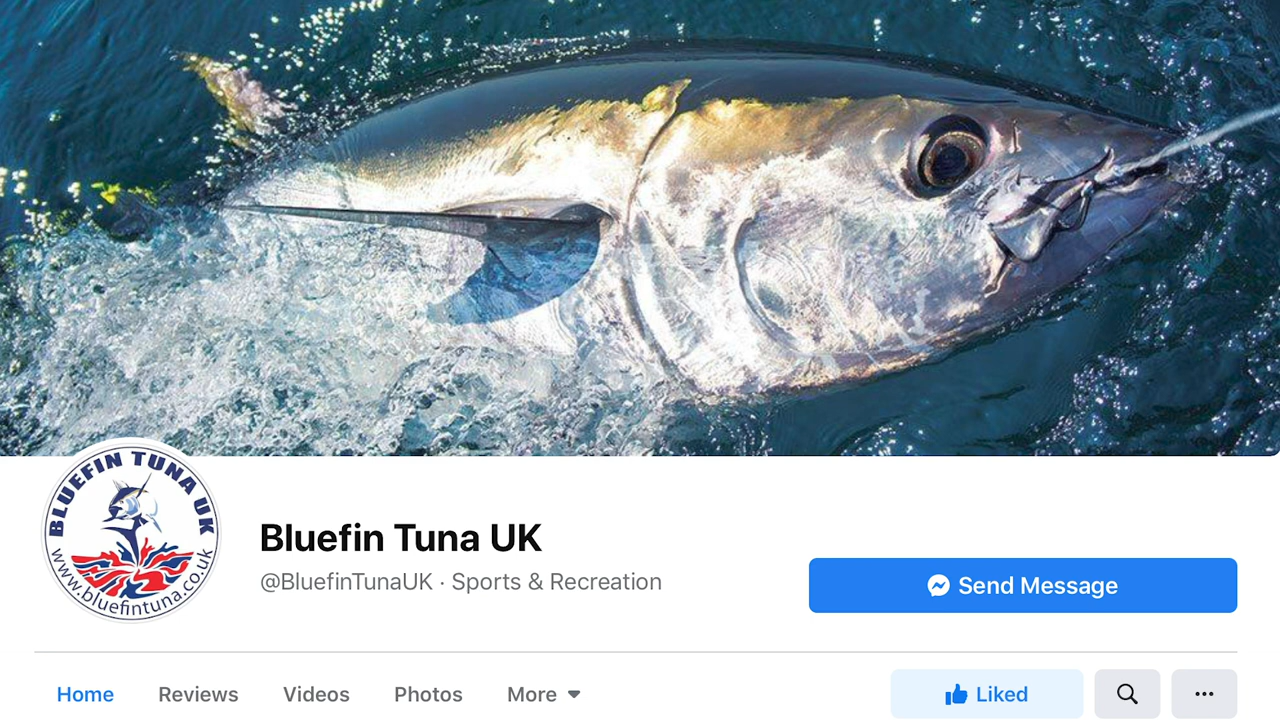 BLUEFIN TUNA UK
www.bluefintuna.co.uk
Bluefin Tuna UK
@BluefinTunaUK · Sports & Recreation
Send Message
Home Reviews Videos Photos More Liked